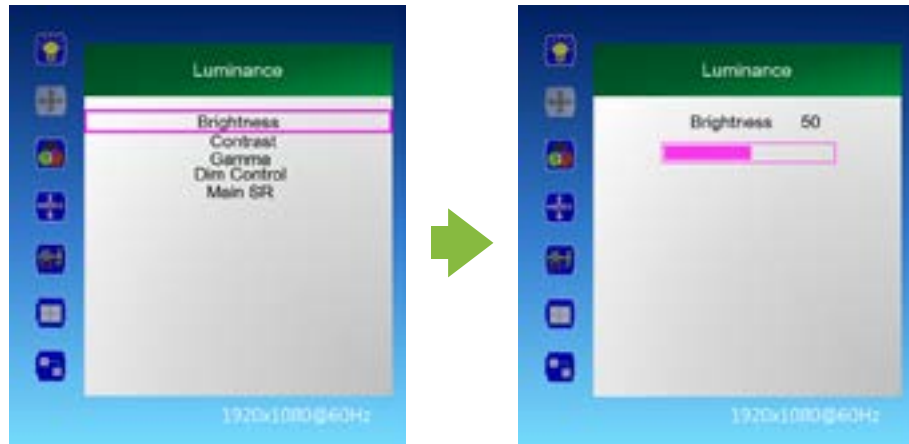 Luminance
Brightness
Contrast
Gamma
Dim Control
Main SR
1920x1080@60Hz
Luminance
Brightness 50
1920x1080@60Hz